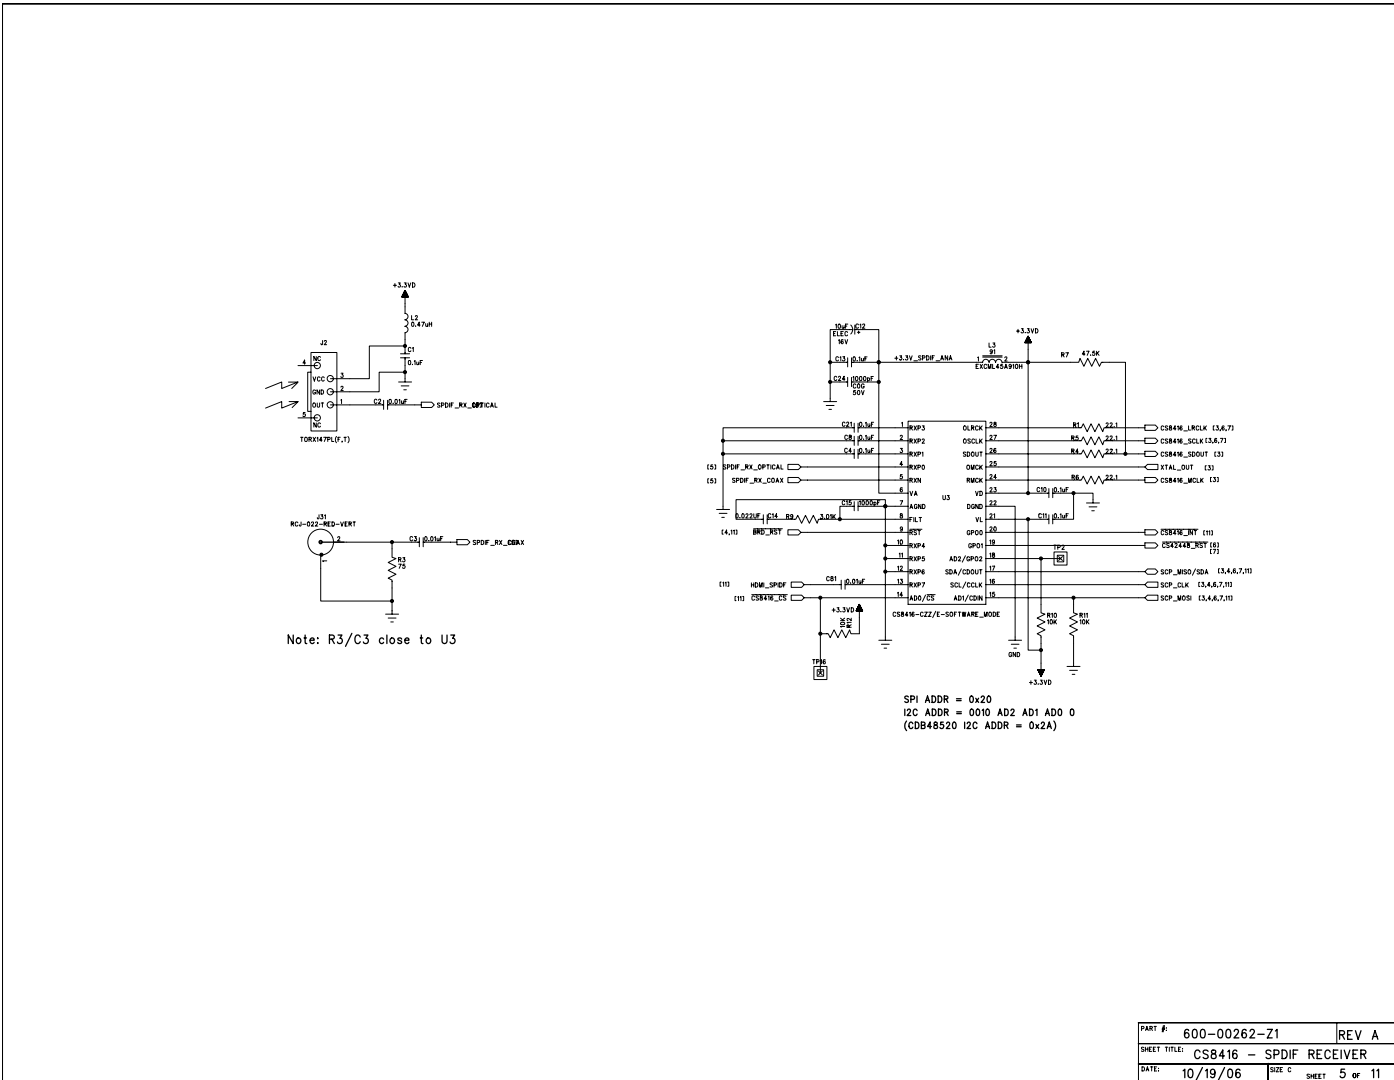 +3.3VD
L2
0.47uH
J2
C1
0.1uF
4
NC
VCC
3
GND
2
OUT
1
5
NC
C2
0.01uF
TORX147PL(F,T)
J31
RCJ-022-RED-VERT
2
1
C3
0.01uF
R3
75
Note: R3/C3 close to U3
10uF
C12
ELEC
+
16V
C13
0.1uF
+3.3V_SPDIF_ANA
L3
91
1
2
EXCML45A910H
+3.3VD
R7
47.5K
C24
1000pF
COG
50V
C21
0.1uF
1
RXP3
OLRCK
28
R1
22.1
CS8416_LRCLK [3,6,7]
C8
0.1uF
2
RXP2
OSCLK
27
R5
22.1
CS8416_SCLK [3,6,7]
C4
0.1uF
3
RXP1
SDOUT
26
R4
22.1
CS8416_SDOUT [3]
[5] SPDIF_RX_OPTICAL
4
RXP0
OMCK
25
XTAL_OUT [3]
[5] SPDIF_RX_COAX
5
RXN
RMCK
24
R6
22.1
CS8416_MCLK [3]
6
VA
U3
VD
23
C10
0.1uF
C15
1000pF
7
AGND
DGND
22
0.022UF
C14
R9
3.01K
8
FILT
VL
21
C11
0.1uF
[4,11] BRD_RST
9
RST
GPO0
20
CS8416_INT [11]
10
RXP4
GPO1
19
CS42448_RST [6]
[7]
11
RXP5
AD2/GPO2
18
TP2
12
RXP6
SDA/CDOUT
17
SCP_MISO/SDA [3,4,6,7,11]
[11] HDMI_SPIDF
C81
0.01uF
13
RXP7
SCL/CCLK
16
SCP_CLK [3,4,6,7,11]
[11] CS8416_CS
14
AD0/CS
AD1/CDIN
15
SCP_MOSI [3,4,6,7,11]
CS8416-CZZ/E-SOFTWARE_MODE
+3.3VD
10K
R12
TP16
R10
10K
R11
10K
GND
+3.3VD
SPI ADDR = 0x20
I2C ADDR = 0010 AD2 AD1 AD0 0
(CDB48520 I2C ADDR = 0x2A)
PART #: 600-00262-Z1 REV A
SHEET TITLE: CS8416 - SPDIF RECEIVER
DATE: 10/19/06 SIZE C SHEET 5 OF 11